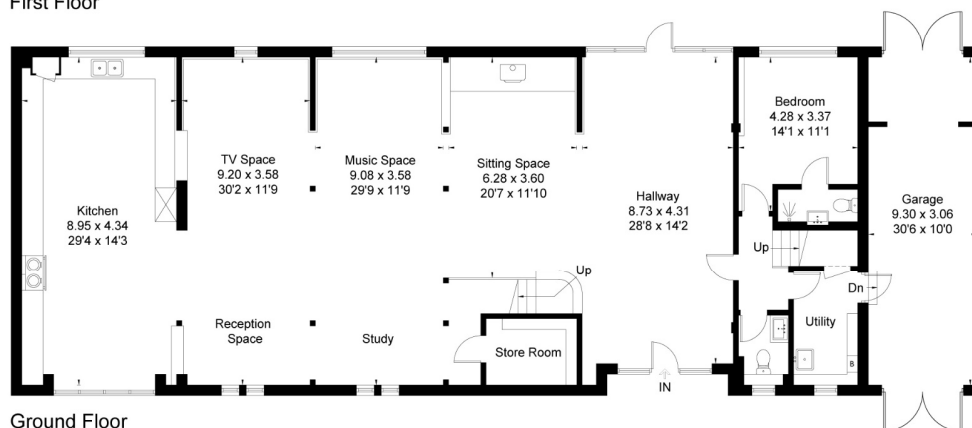 First Floor
Kitchen
8.95 x 4.34
29'4 x 14'3
TV Space
9.20 x 3.58
30'2 x 11'9
Reception
Space
Music Space
9.08 x 3.58
29'9 x 11'9
Study
Sitting Space
6.28 x 3.60
20'7 x 11'10
Up
Store Room
Hallway
8.73 x 4.31
28'8 x 14'2
IN
Bedroom
4.28 x 3.37
14'1 x 11'1
Up
Dn
Utility
B
Garage
9.30 x 3.06
30'6 x 10'0
Ground Floor